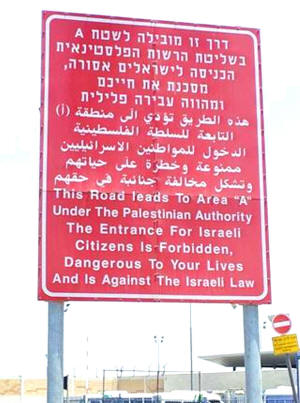 דרך זו מובילה לשטח A
בשליטת הרשות הפלסטינאית
הכניסה לישראלים אסורה,
מסכנת את חייכם
ומהווה עבירה פלילית
هذه الطريق تؤدي الى منطقة (أ)
التابعة للسلطة الفلسطينية
الدخول للمواطنين الاسرائيليين
ممنوعة وخطرة على حياتهم
وتشكل مخالفة جنائية في حقهم
This Road leads To Area "A"
Under The Palestinian Authority
The Entrance For Israeli
Citizens Is Forbidden,
Dangerous To Your Lives
And Is Against The Israeli Law